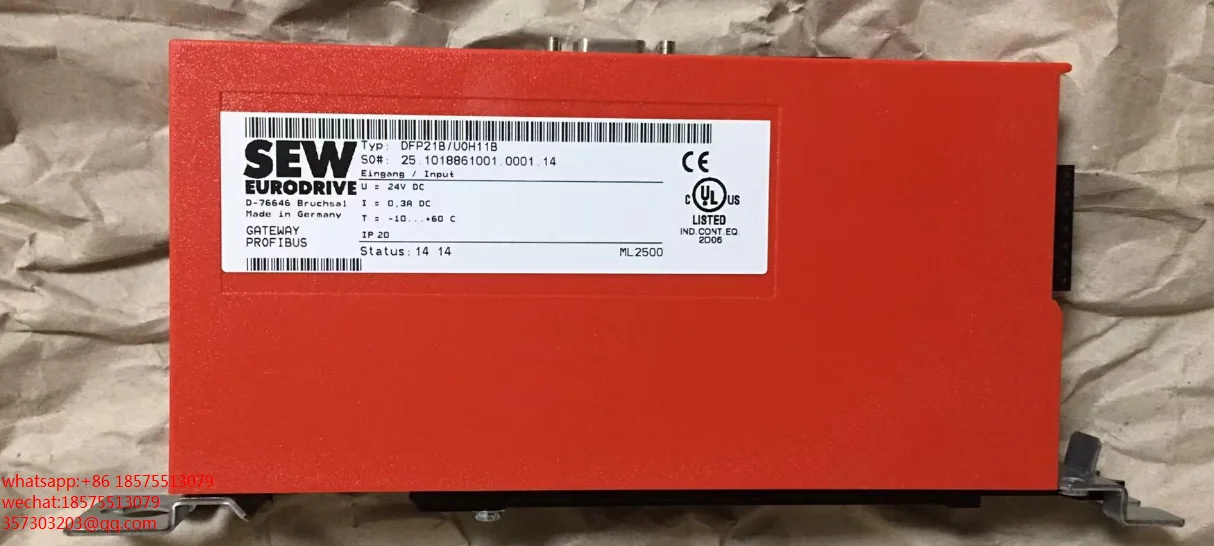 SEW
EURODRIVE
D-76646 Bruchsal
Made in Germany
GATEWAY
PROFIBUS
Typ: DFP21B/UOH11B
SO#: 25.1018861001.0001.14
Eingang / Input
U = 24V DC
I = 0,3A DC
T = -10...+60 C
IP 20
Status: 14 14
ML2500
CE
C UL US
LISTED
IND.CONT.EQ.
2D06
whatsapp:+86 18575513079
wechat:18575513079
357303203@qq.com